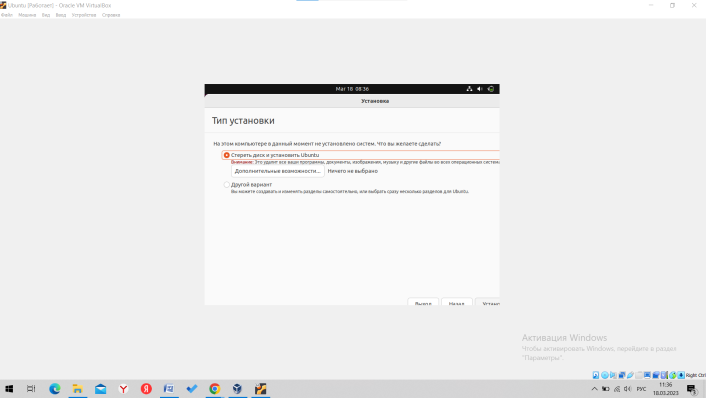 Ubuntu [Работает] - Oracle VM VirtualBox
Файл Машина Вид Ввод Устройства Справка
Mar 18 08:36
Установка
Тип установки
На этом компьютере в данный момент не установлено систем. Что вы желаете сделать?
Стереть диск и установить Ubuntu
Внимание: Это удалит все ваши программы, документы, изображения, музыку и другие файлы во всех операционных система
Дополнительные возможности... Ничего не выбрано
Другой вариант
Вы можете создавать и изменять разделы самостоятельно, или выбрать сразу несколько разделов для Ubuntu.
Выход Назад Устано
Активация Windows
Чтобы активировать Windows, перейдите в раздел
"Параметры".
Right Ctrl
РУС
11:36
18.03.2023